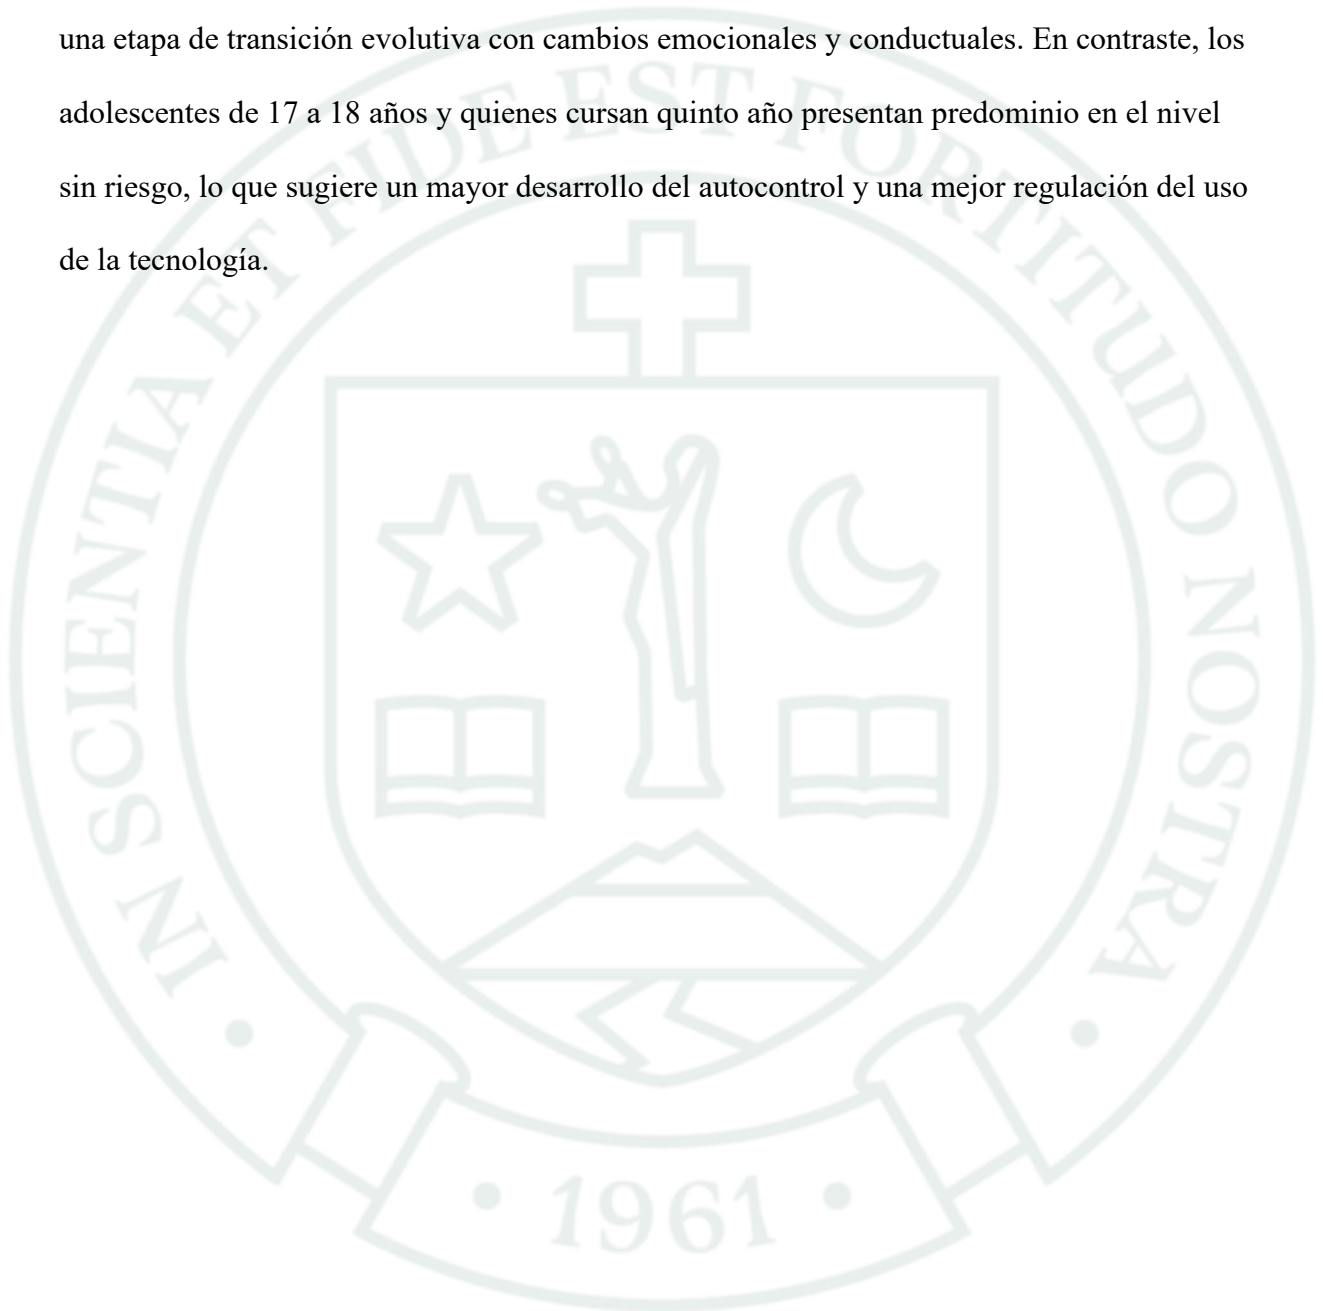 una etapa de transición evolutiva con cambios emocionales y conductuales. En contraste, los
adolescentes de 17 a 18 años y quienes cursan quinto año presentan predominio en el nivel
sin riesgo, lo que sugiere un mayor desarrollo del autocontrol y una mejor regulación del uso
de la tecnología.
• IN SCIENTIA ET FIDE EST FORTITUDO NOSTRA •
• 1961 •